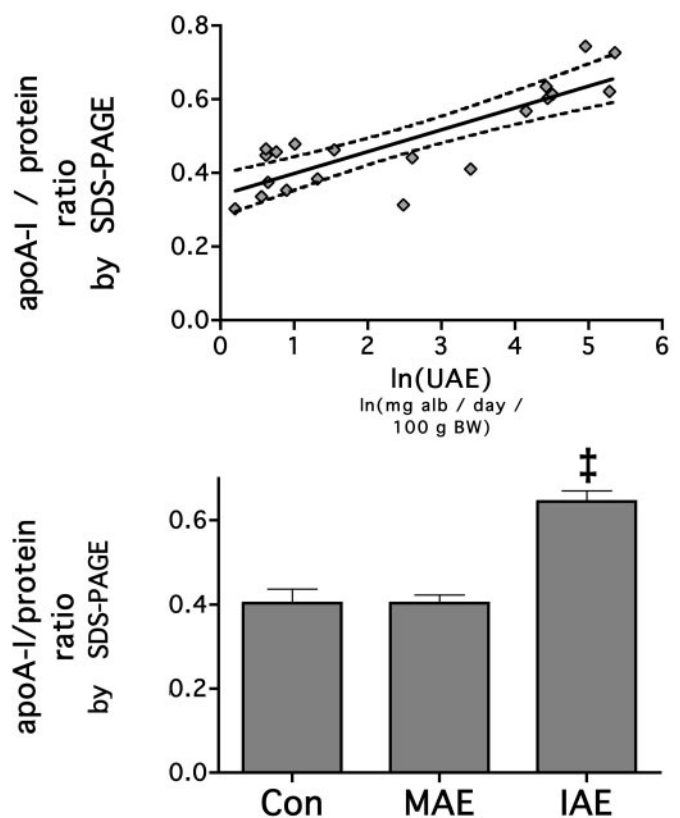 apoA-I / protein
ratio
by SDS-PAGE
0.8
0.6
0.4
0.2
0.0
0 1 2 3 4 5 6
ln(UAE)
ln(mg alb / day /
100 g BW)
apoA-I/protein
ratio
by SDS-PAGE
0.6
0.4
0.2
0.0
‡
Con MAE IAE